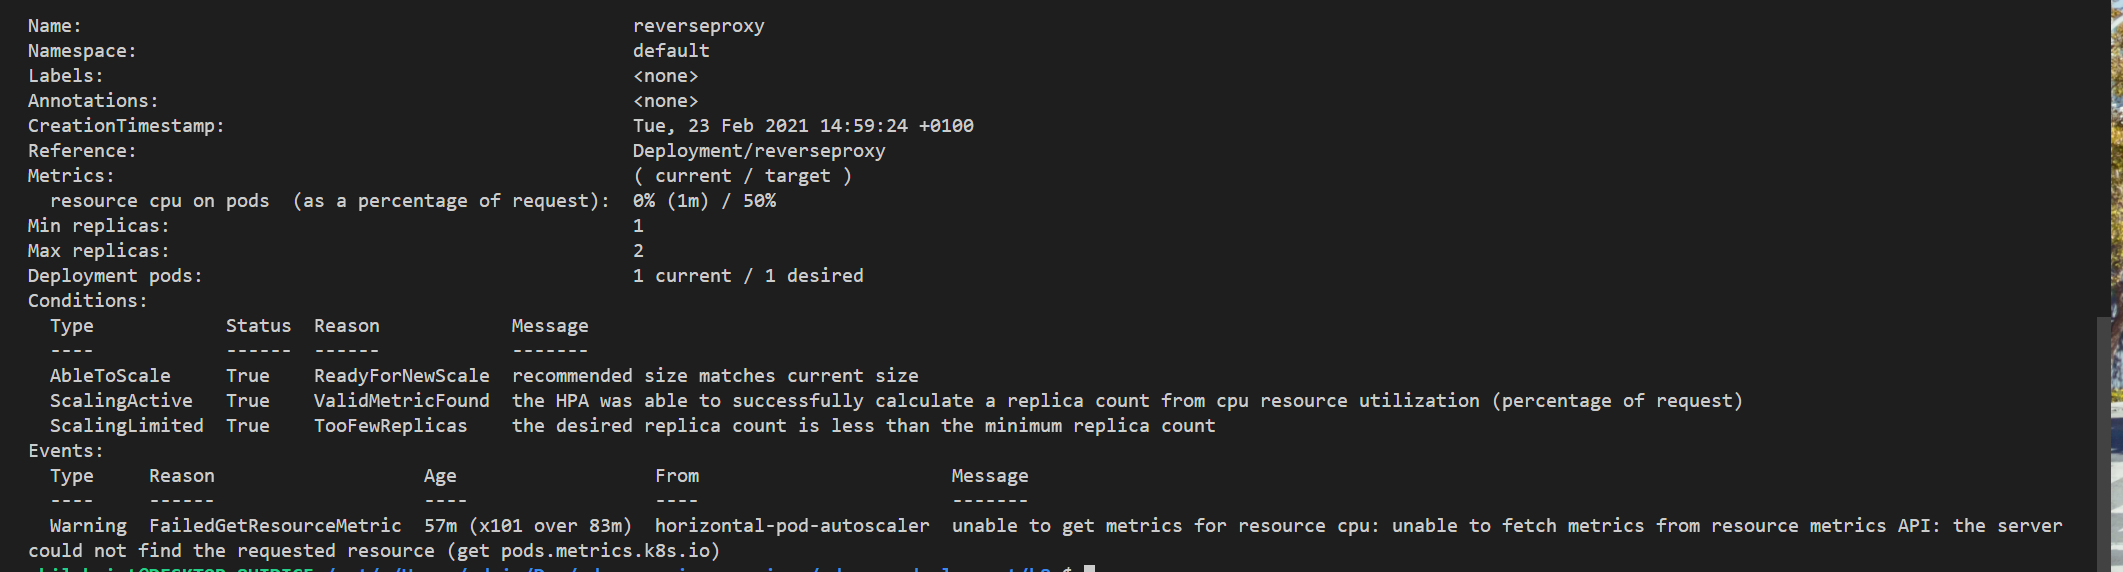 Name: reverseproxy
Namespace: default
Labels: <none>
Annotations: <none>
CreationTimestamp: Tue, 23 Feb 2021 14:59:24 +0100
Reference: Deployment/reverseproxy
Metrics: ( current / target )
resource cpu on pods (as a percentage of request): 0% (1m) / 50%
Min replicas: 1
Max replicas: 2
Deployment pods: 1 current / 1 desired
Conditions:
Type Status Reason Message
---- ------ ------ -------
AbleToScale True ReadyForNewScale recommended size matches current size
ScalingActive True ValidMetricFound the HPA was able to successfully calculate a replica count from cpu resource utilization (percentage of request)
ScalingLimited True TooFewReplicas the desired replica count is less than the minimum replica count
Events:
Type Reason Age From Message
---- ------ ---- ---- -------
Warning FailedGetResourceMetric 57m (x101 over 83m) horizontal-pod-autoscaler unable to get metrics for resource cpu: unable to fetch metrics from resource metrics API: the server
could not find the requested resource (get pods.metrics.k8s.io)